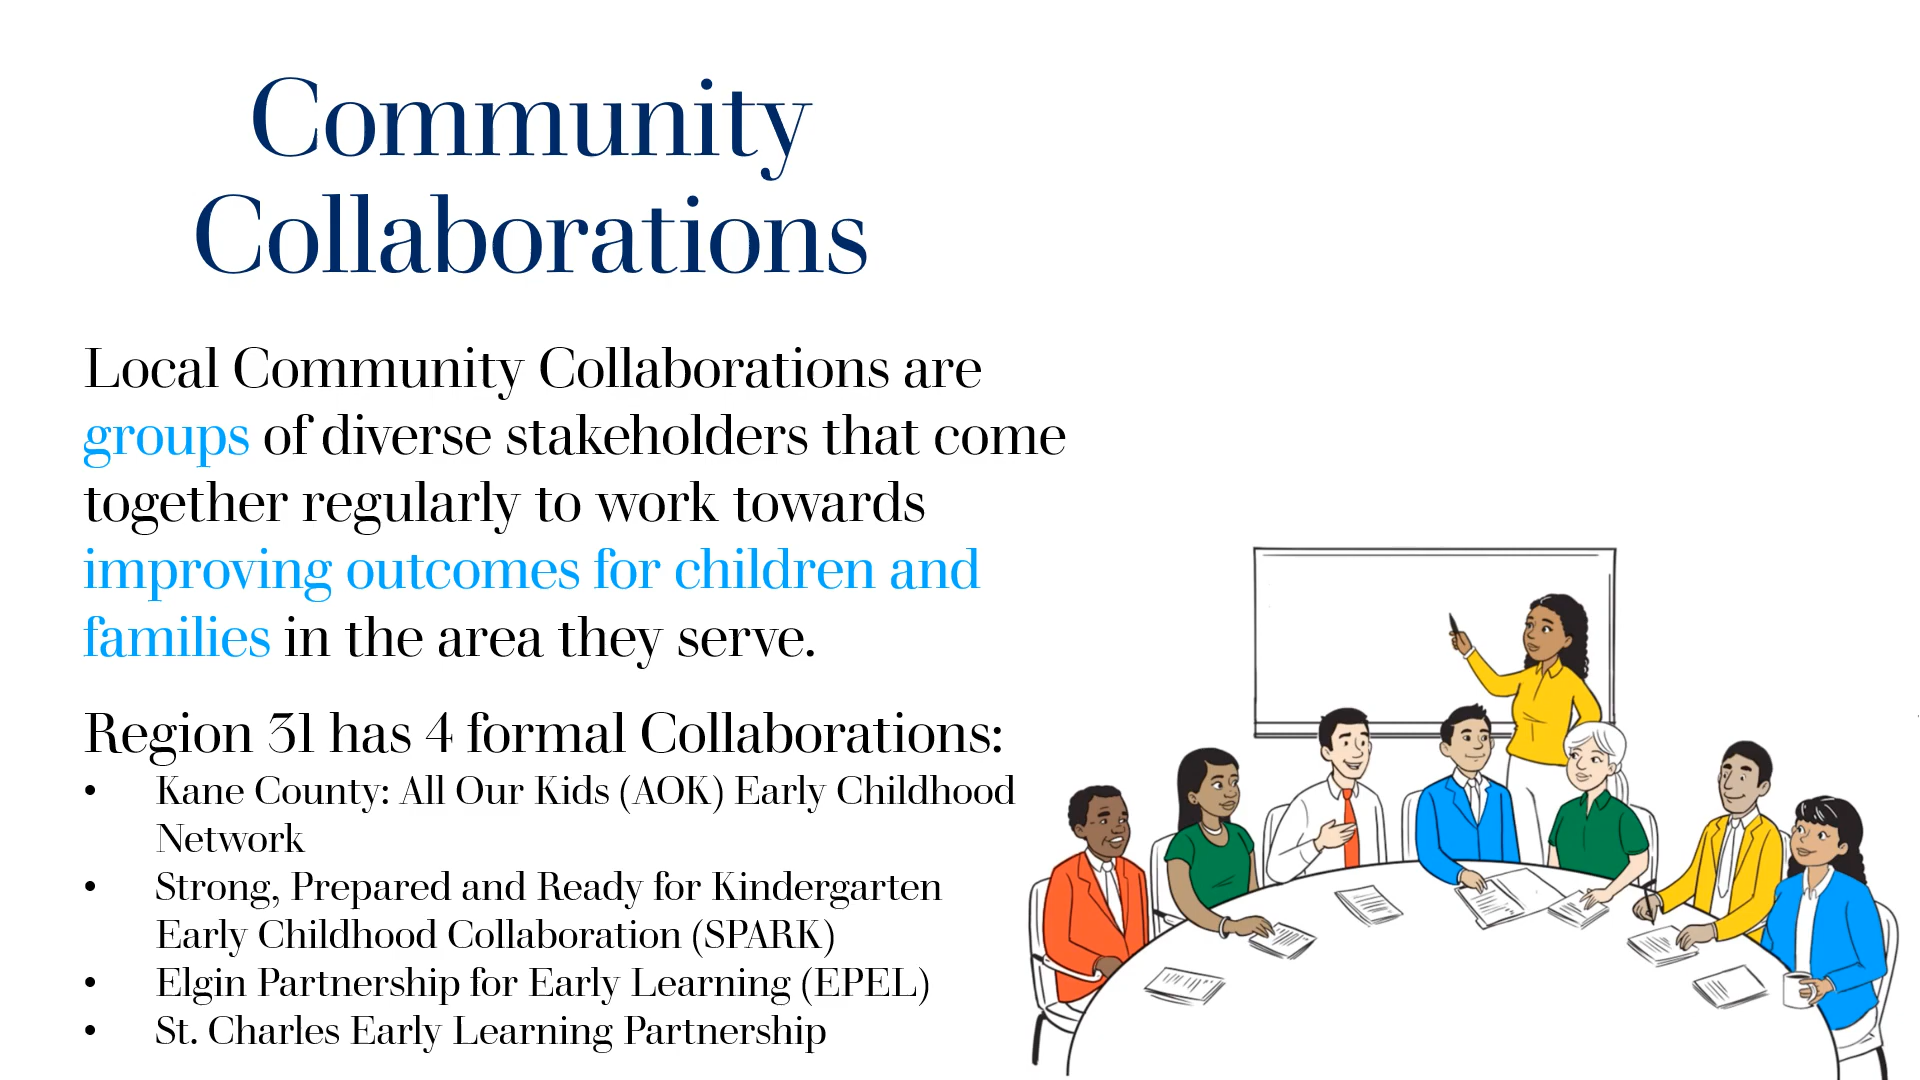 Community
Collaborations
Local Community Collaborations are
groups of diverse stakeholders that come
together regularly to work towards
improving outcomes for children and
families in the area they serve.
Region 31 has 4 formal Collaborations:
• Kane County: All Our Kids (AOK) Early Childhood
Network
• Strong, Prepared and Ready for Kindergarten
Early Childhood Collaboration (SPARK)
• Elgin Partnership for Early Learning (EPEL)
• St. Charles Early Learning Partnership